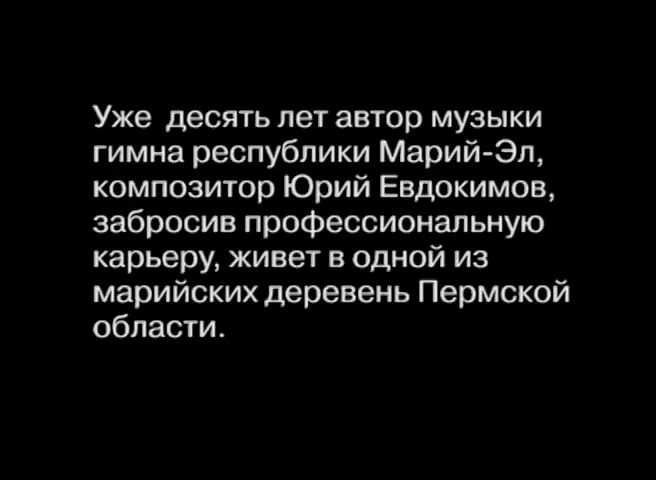 Уже десять лет автор музыки
гимна республики Марий-Эл,
композитор Юрий Евдокимов,
забросив профессиональную
карьеру, живет в одной из
марийских деревень Пермской
области.